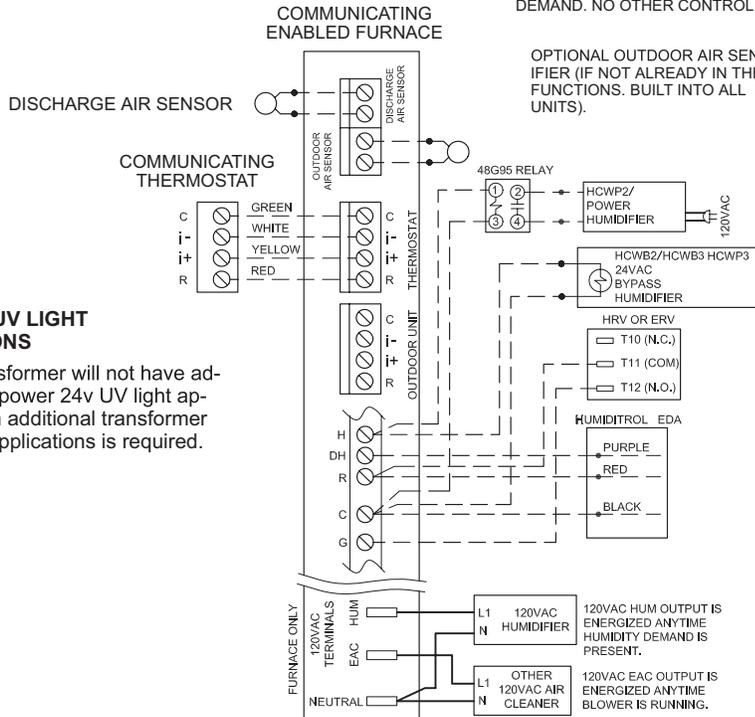 DEMAND. NO OTHER CONTROL
COMMUNICATING
ENABLED FURNACE
OPTIONAL OUTDOOR AIR SEN
IFIER (IF NOT ALREADY IN THE
FUNCTIONS. BUILT INTO ALL
UNITS).
DISCHARGE AIR SENSOR
DISCHARGE
AIR SENSOR
OUTDOOR
AIR SENSOR
COMMUNICATING
THERMOSTAT
C
i-
i+
R
GREEN
WHITE
YELLOW
RED
C
i-
i+
R
THERMOSTAT
48G95 RELAY
1
2
3
4
HCWP2/
POWER
HUMIDIFIER
120VAC
HCWB2/HCWB3 HCWP3
24VAC
BYPASS
HUMIDIFIER
C
i-
i+
R
OUTDOOR UNIT
HRV OR ERV
T10 (N.C.)
T11 (COM)
T12 (N.O.)
UV LIGHT
ONS
sformer will not have ad-
power 24v UV light ap-
additional transformer
pplications is required.
H
DH
R
C
G
HUMIDITROL EDA
PURPLE
RED
BLACK
FURNACE ONLY
120VAC
TERMINALS
HUM
EAC
NEUTRAL
L1
N
120VAC
HUMIDIFIER
120VAC HUM OUTPUT IS
ENERGIZED ANYTIME
HUMIDITY DEMAND IS
PRESENT.
L1
N
OTHER
120VAC AIR
CLEANER
120VAC EAC OUTPUT IS
ENERGIZED ANYTIME
BLOWER IS RUNNING.